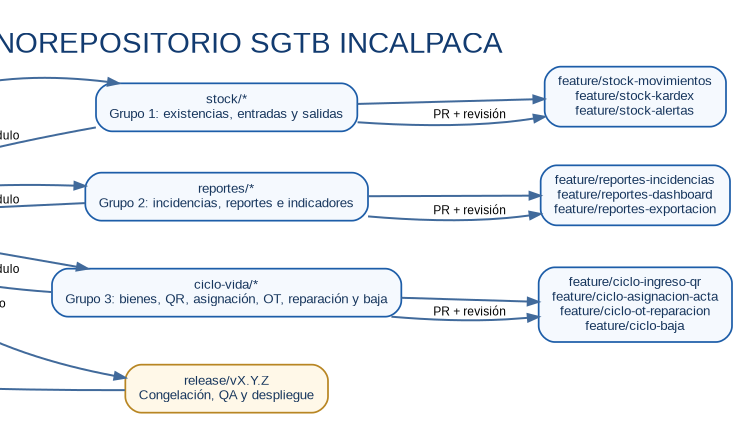 NOREPOSITORIO SGTB INCALPACA
stock/*
Grupo 1: existencias, entradas y salidas
PR + revisión
feature/stock-movimientos
feature/stock-kardex
feature/stock-alertas
reportes/*
Grupo 2: incidencias, reportes e indicadores
PR + revisión
feature/reportes-incidencias
feature/reportes-dashboard
feature/reportes-exportacion
ciclo-vida/*
Grupo 3: bienes, QR, asignación, OT, reparación y baja
PR + revisión
feature/ciclo-ingreso-qr
feature/ciclo-asignacion-acta
feature/ciclo-ot-reparacion
feature/ciclo-baja
release/vX.Y.Z
Congelación, QA y despliegue